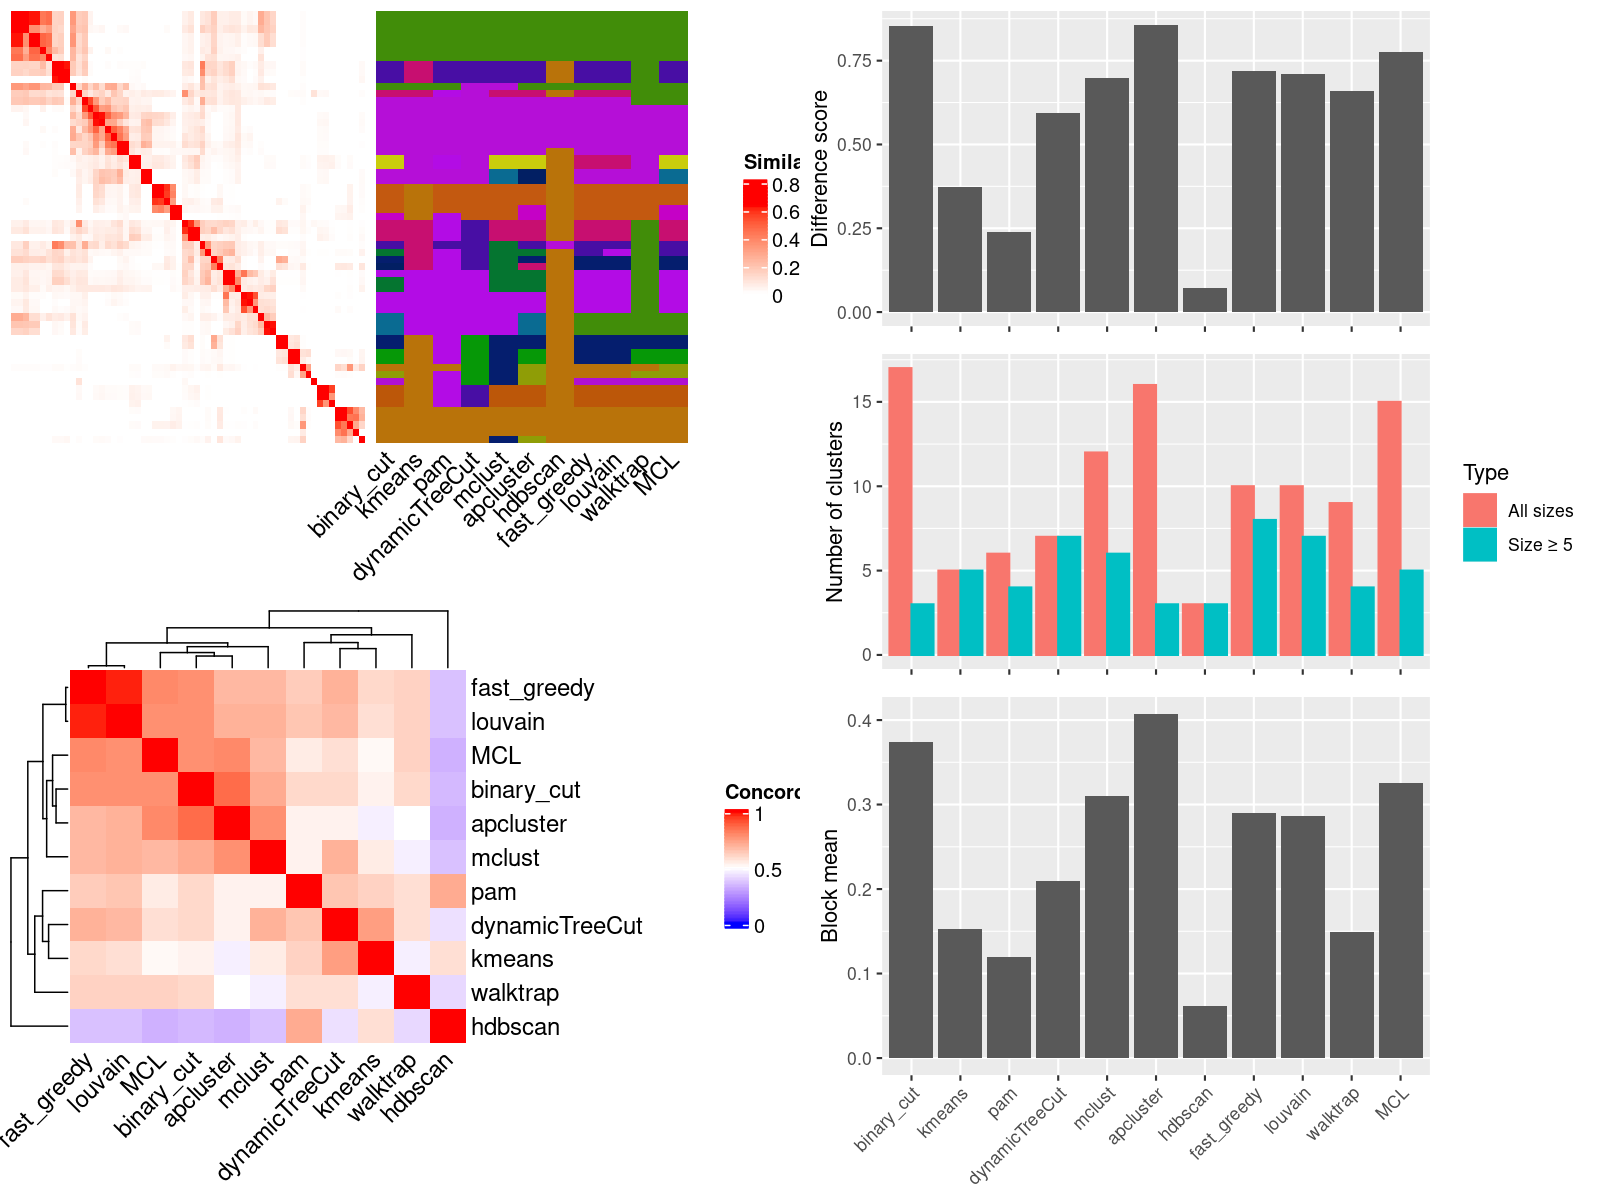 Simila
0.8
0.6
0.4
0.2
0
binary_cut
kmeans
pam
dynamicTreeCut
mclust
apcluster
hdbscan
fast_greedy
louvain
walktrap
MCL
fast_greedy
louvain
MCL
binary_cut
apcluster
mclust
pam
dynamicTreeCut
kmeans
walktrap
hdbscan
fast_greedy
louvain
MCL
binary_cut
apcluster
mclust
pam
dynamicTreeCut
kmeans
walktrap
hdbscan
Concord
1
0.5
0
Difference score
0.75
0.50
0.25
0.00
Number of clusters
15
10
5
0
Type
All sizes
Size ≥ 5
Block mean
0.4
0.3
0.2
0.1
0.0
binary_cut
kmeans
pam
dynamicTreeCut
mclust
apcluster
hdbscan
fast_greedy
louvain
walktrap
MCL